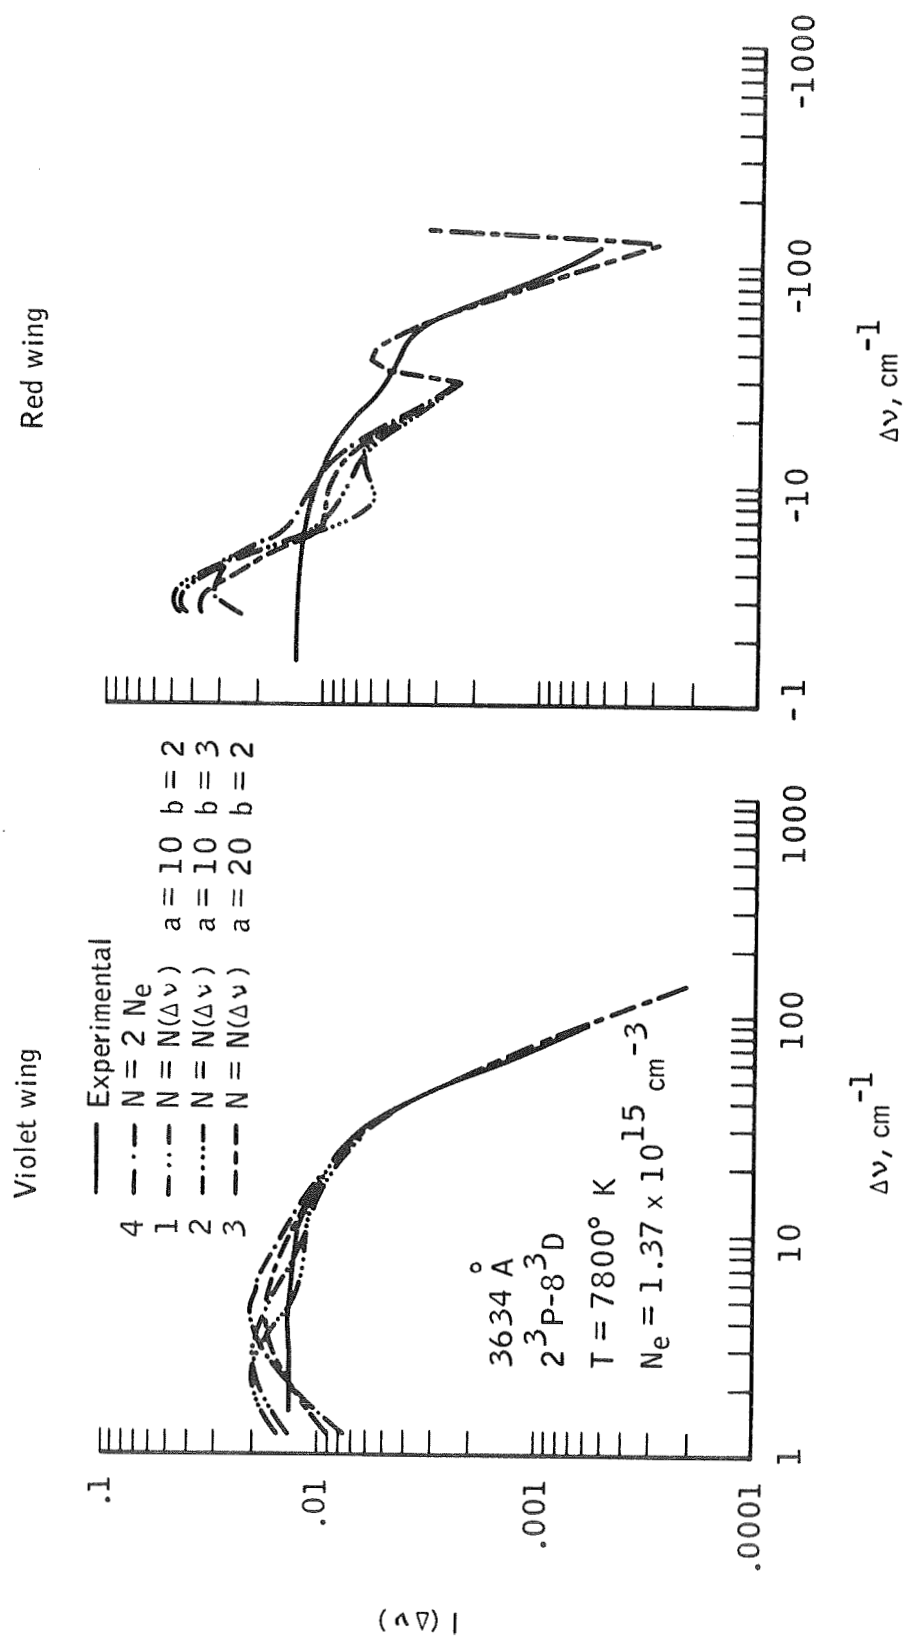 Violet wing
Red wing
Experimental
4 N = 2 Ne
1 N = N(Δν) a = 10 b = 2
2 N = N(Δν) a = 10 b = 3
3 N = N(Δν) a = 20 b = 2
3634 Å
2³P-8³D
T = 7800° K
Ne = 1.37 x 10¹⁵ cm⁻³
I (Δν)
.1
.01
.001
.0001
1 10 100 1000
-1 -10 -100 -1000
Δν, cm⁻¹
Δν, cm⁻¹